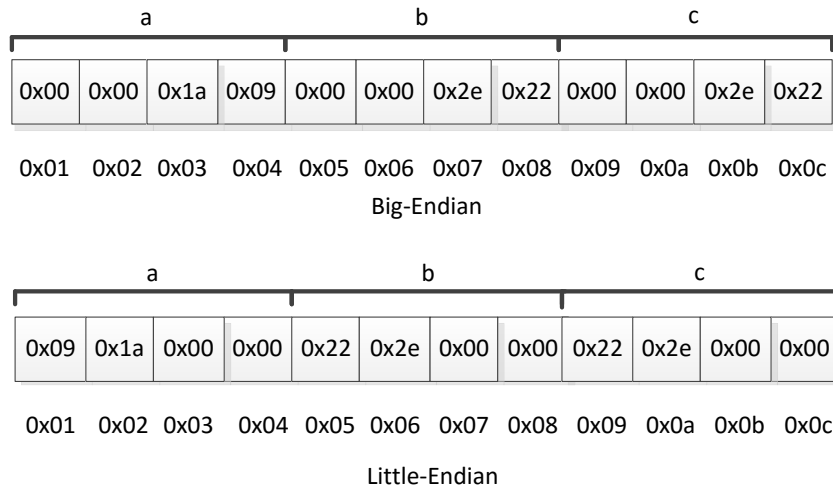 a b c
0x00 0x00 0x1a 0x09 0x00 0x00 0x2e 0x22 0x00 0x00 0x2e 0x22
0x01 0x02 0x03 0x04 0x05 0x06 0x07 0x08 0x09 0x0a 0x0b 0x0c
Big-Endian
a b c
0x09 0x1a 0x00 0x00 0x22 0x2e 0x00 0x00 0x22 0x2e 0x00 0x00
0x01 0x02 0x03 0x04 0x05 0x06 0x07 0x08 0x09 0x0a 0x0b 0x0c
Little-Endian